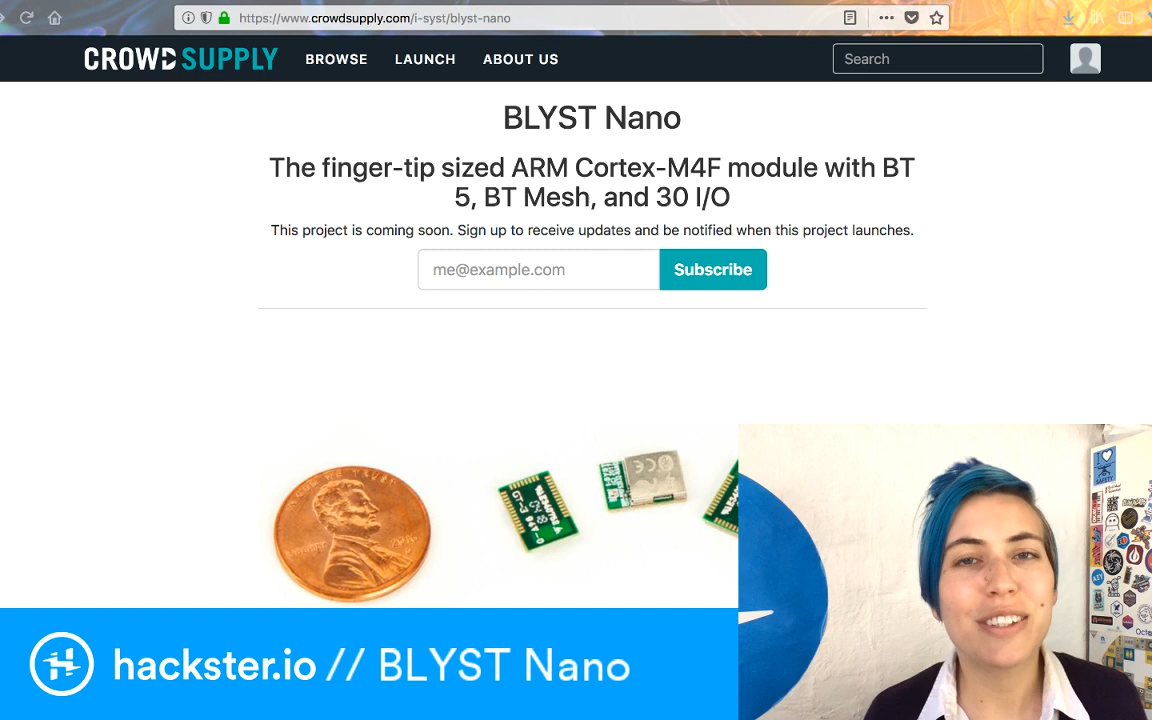 https://www.crowdsupply.com/i-syst/blyst-nano
CROWD SUPPLY
BROWSE
LAUNCH
ABOUT US
Search
BLYST Nano
The finger-tip sized ARM Cortex-M4F module with BT
5, BT Mesh, and 30 I/O
This project is coming soon. Sign up to receive updates and be notified when this project launches.
me@example.com
Subscribe
SAFETY
hackster.io // BLYST Nano